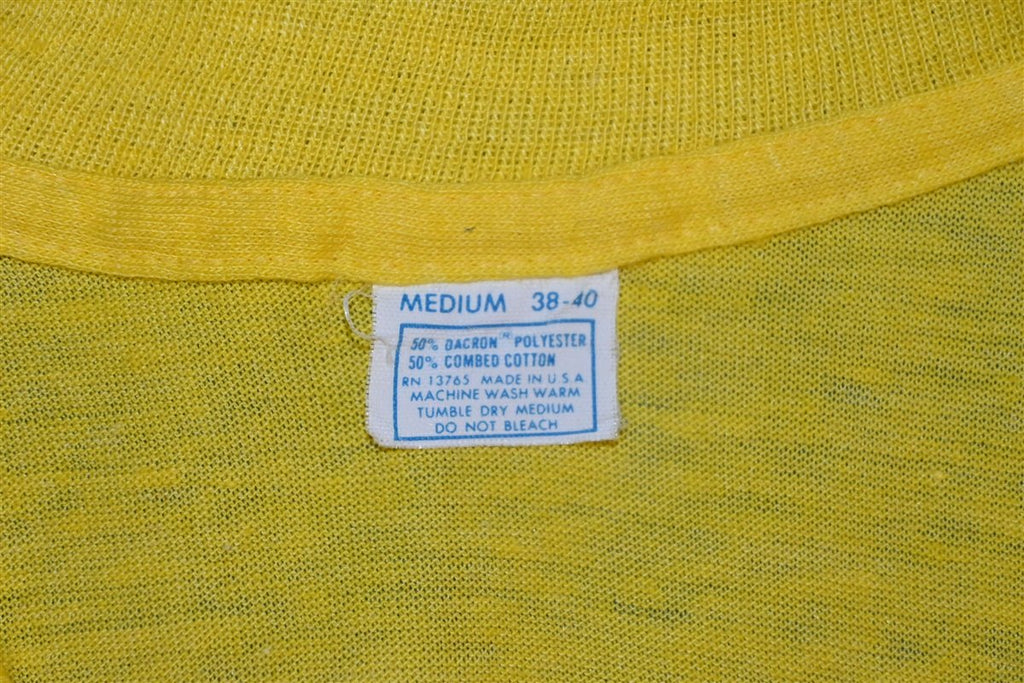 MEDIUM 38-40
50% DACRON™ POLYESTER
50% COMBED COTTON
RN 13765 MADE IN U S A
MACHINE WASH WARM
TUMBLE DRY MEDIUM
DO NOT BLEACH